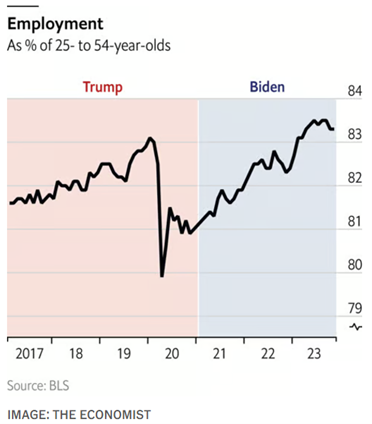 Employment
As % of 25- to 54-year-olds
Trump
Biden
84
83
82
81
80
79
2017 18 19 20 21 22 23
Source: BLS
IMAGE: THE ECONOMIST